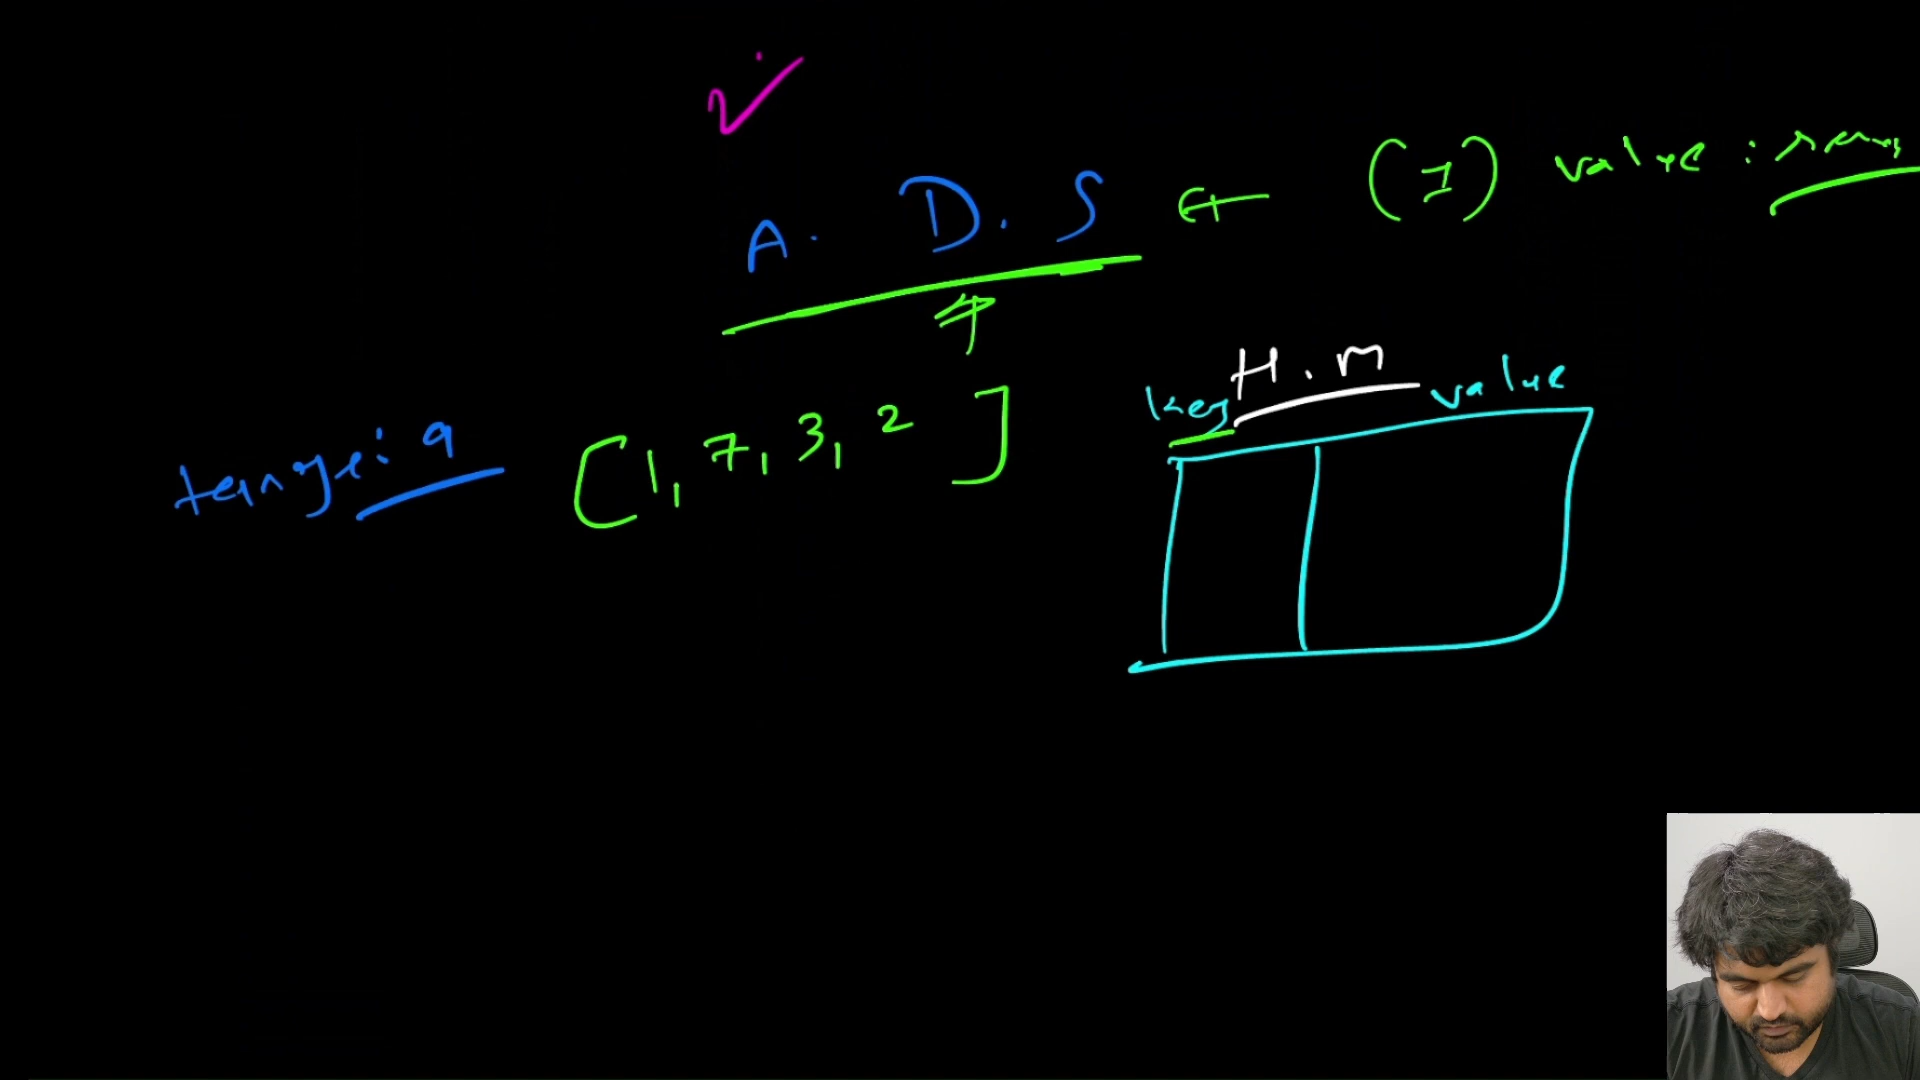 A. D. S ← (1) value :
H.M
key value
target: 9 [1, 7, 3, 2]